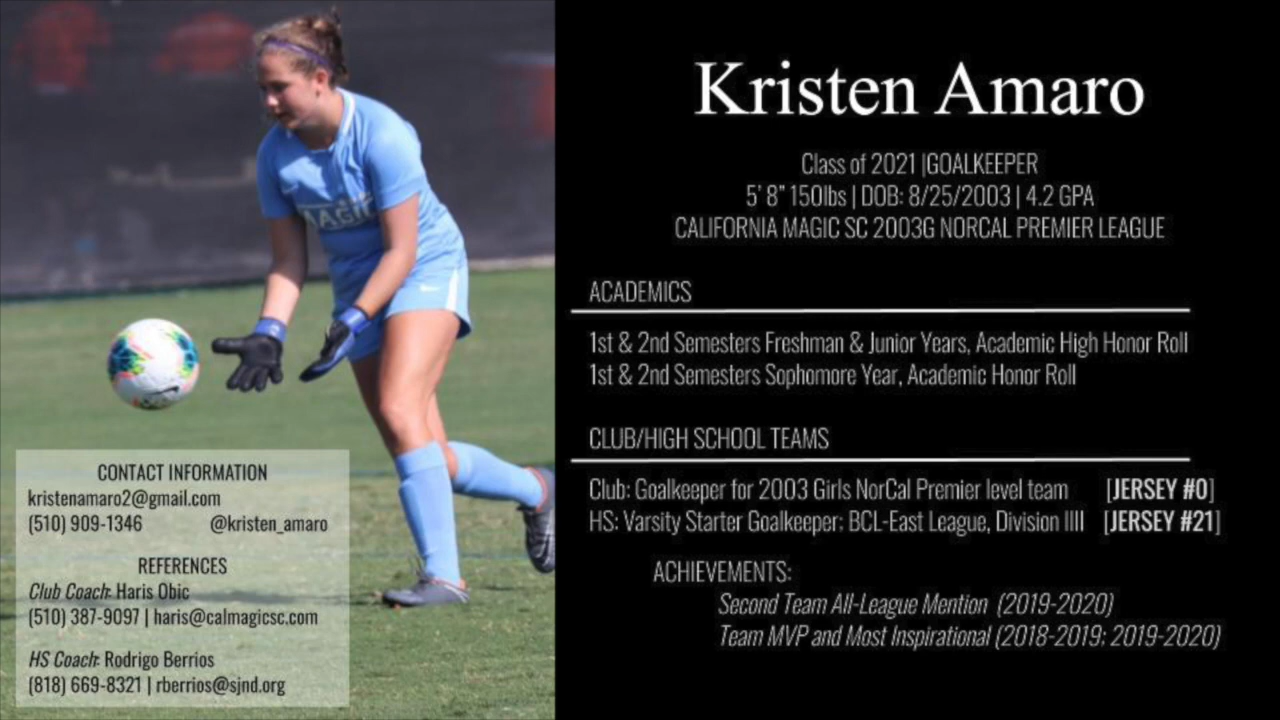 Kristen Amaro
Class of 2021 |GOALKEEPER
5' 8" 150lbs | DOB: 8/25/2003 | 4.2 GPA
CALIFORNIA MAGIC SC 2003G NORCAL PREMIER LEAGUE
ACADEMICS
1st & 2nd Semesters Freshman & Junior Years, Academic High Honor Roll
1st & 2nd Semesters Sophomore Year, Academic Honor Roll
CLUB/HIGH SCHOOL TEAMS
Club: Goalkeeper for 2003 Girls NorCal Premier level team [JERSEY #0]
HS: Varsity Starter Goalkeeper; BCL-East League, Division IIII [JERSEY #21]
ACHIEVEMENTS:
Second Team All-League Mention (2019-2020)
Team MVP and Most Inspirational (2018-2019; 2019-2020)
MAGIC
CONTACT INFORMATION
kristenamaro2@gmail.com
(510) 909-1346 @kristen_amaro
REFERENCES
Club Coach: Haris Obic
(510) 387-9097 | haris@calmagicsc.com
HS Coach: Rodrigo Berrios
(818) 669-8321 | rberrios@sjnd.org